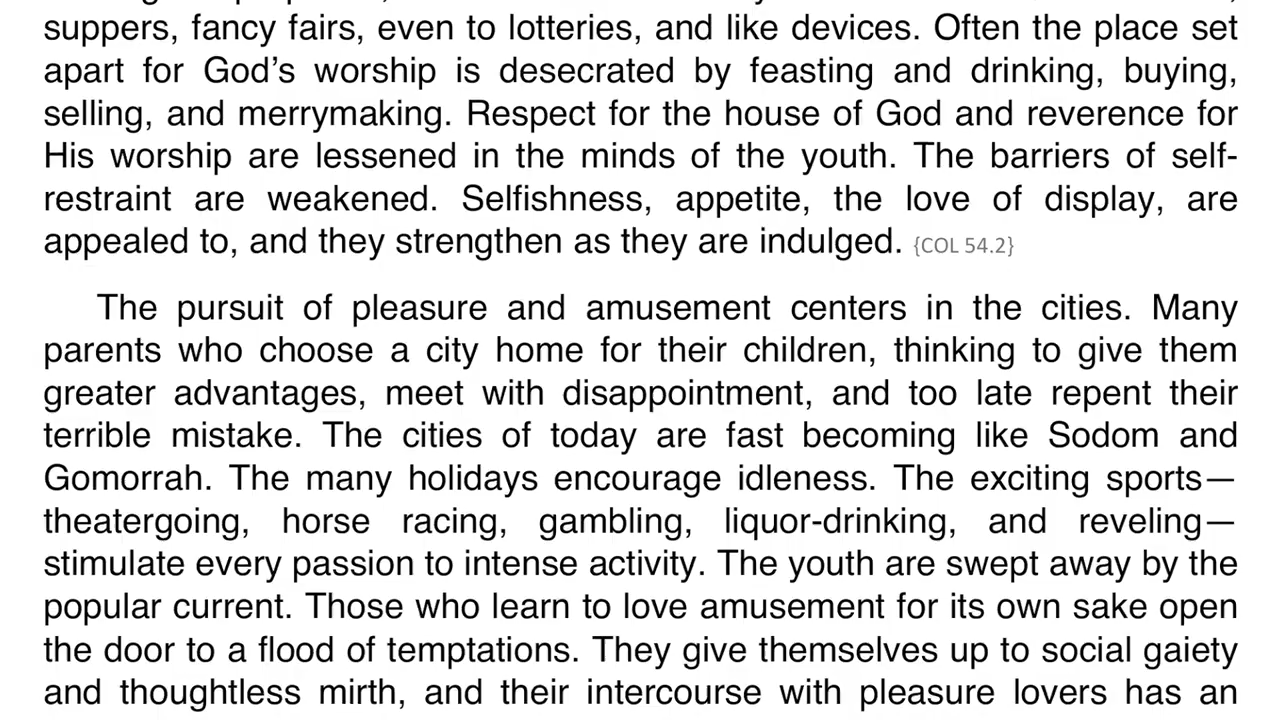 suppers, fancy fairs, even to lotteries, and like devices. Often the place set
apart for God’s worship is desecrated by feasting and drinking, buying,
selling, and merrymaking. Respect for the house of God and reverence for
His worship are lessened in the minds of the youth. The barriers of self-
restraint are weakened. Selfishness, appetite, the love of display, are
appealed to, and they strengthen as they are indulged. {COL 54.2}
The pursuit of pleasure and amusement centers in the cities. Many
parents who choose a city home for their children, thinking to give them
greater advantages, meet with disappointment, and too late repent their
terrible mistake. The cities of today are fast becoming like Sodom and
Gomorrah. The many holidays encourage idleness. The exciting sports—
theatergoing, horse racing, gambling, liquor-drinking, and reveling—
stimulate every passion to intense activity. The youth are swept away by the
popular current. Those who learn to love amusement for its own sake open
the door to a flood of temptations. They give themselves up to social gaiety
and thoughtless mirth, and their intercourse with pleasure lovers has an